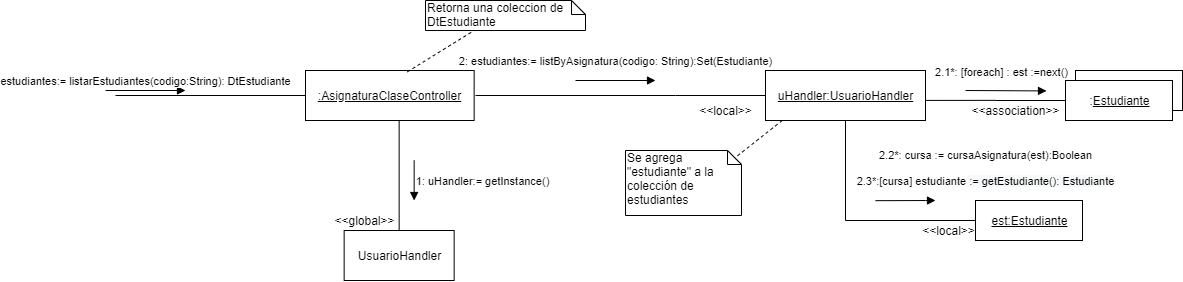 Retorna una coleccion de
DtEstudiante
estudiantes:= listarEstudiantes(codigo:String): DtEstudiante
:AsignaturaClaseController
2: estudiantes:= listByAsignatura(codigo: String):Set(Estudiante)
<<local>>
uHandler:UsuarioHandler
2.1*: [foreach] : est :=next()
<<association>>
:Estudiante
1: uHandler:= getInstance()
<<global>>
UsuarioHandler
Se agrega
"estudiante" a la
colección de
estudiantes
2.2*: cursa := cursaAsignatura(est):Boolean
2.3*:[cursa] estudiante := getEstudiante(): Estudiante
<<local>>
est:Estudiante